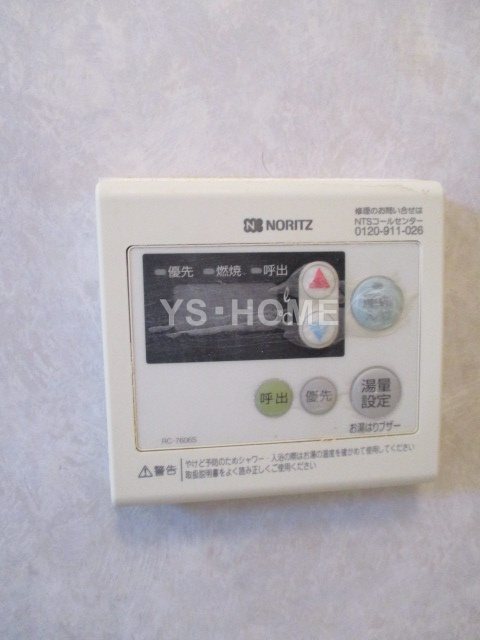 NORITZ
修理のお問い合せは
NTSコールセンター
0120-911-026
優先 燃焼 呼出
YS・HOME
呼出 優先 湯量
設定
お湯はりブザー
RC-7606S
警告 やけど予防のためシャワー・入浴の際はお湯の温度を確かめて使用してください
取扱説明書をよく読み正しくご使用ください